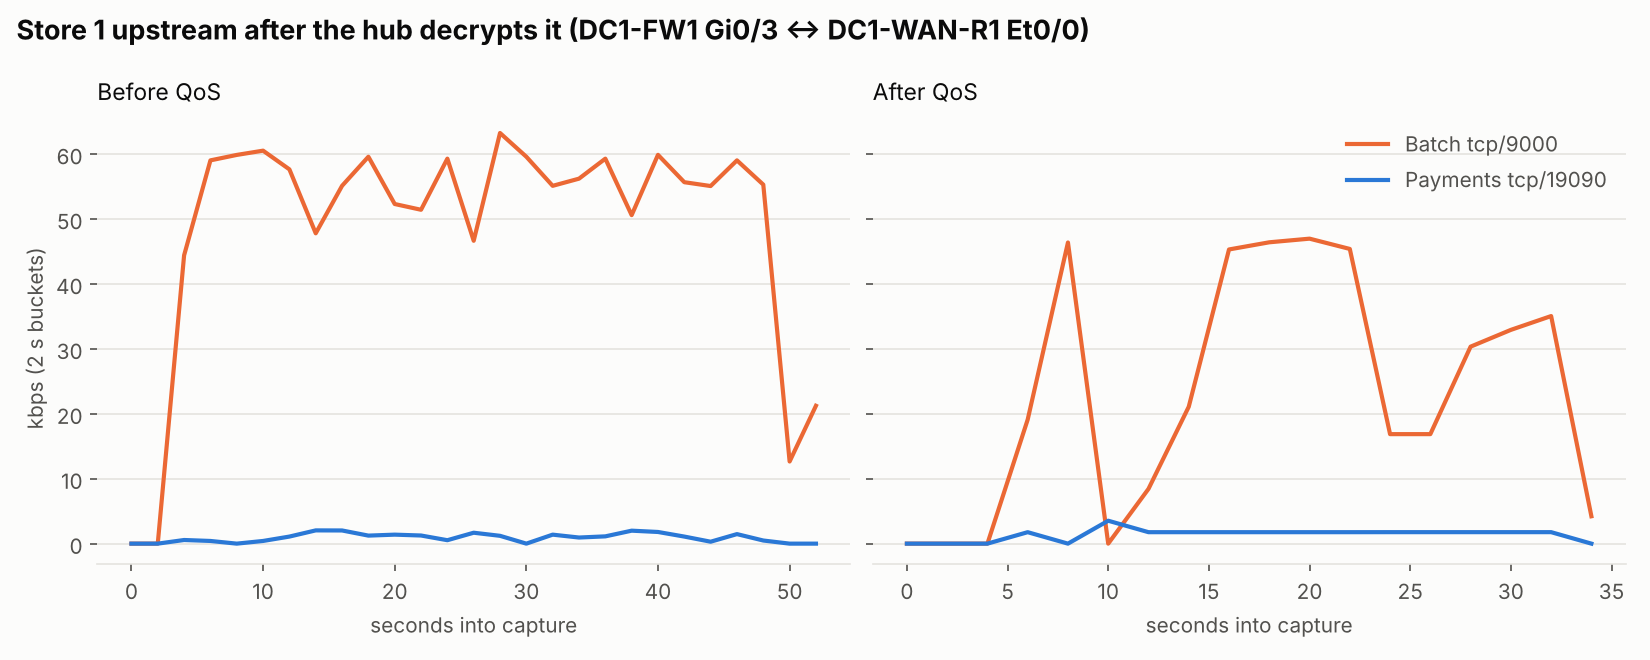 Store 1 upstream after the hub decrypts it (DC1-FW1 Gi0/3 ↔ DC1-WAN-R1 Et0/0)
Before QoS
After QoS
Batch tcp/9000
Payments tcp/19090
kbps (2 s buckets)
60
50
40
30
20
10
0
0 10 20 30 40 50
0 5 10 15 20 25 30 35
seconds into capture
seconds into capture